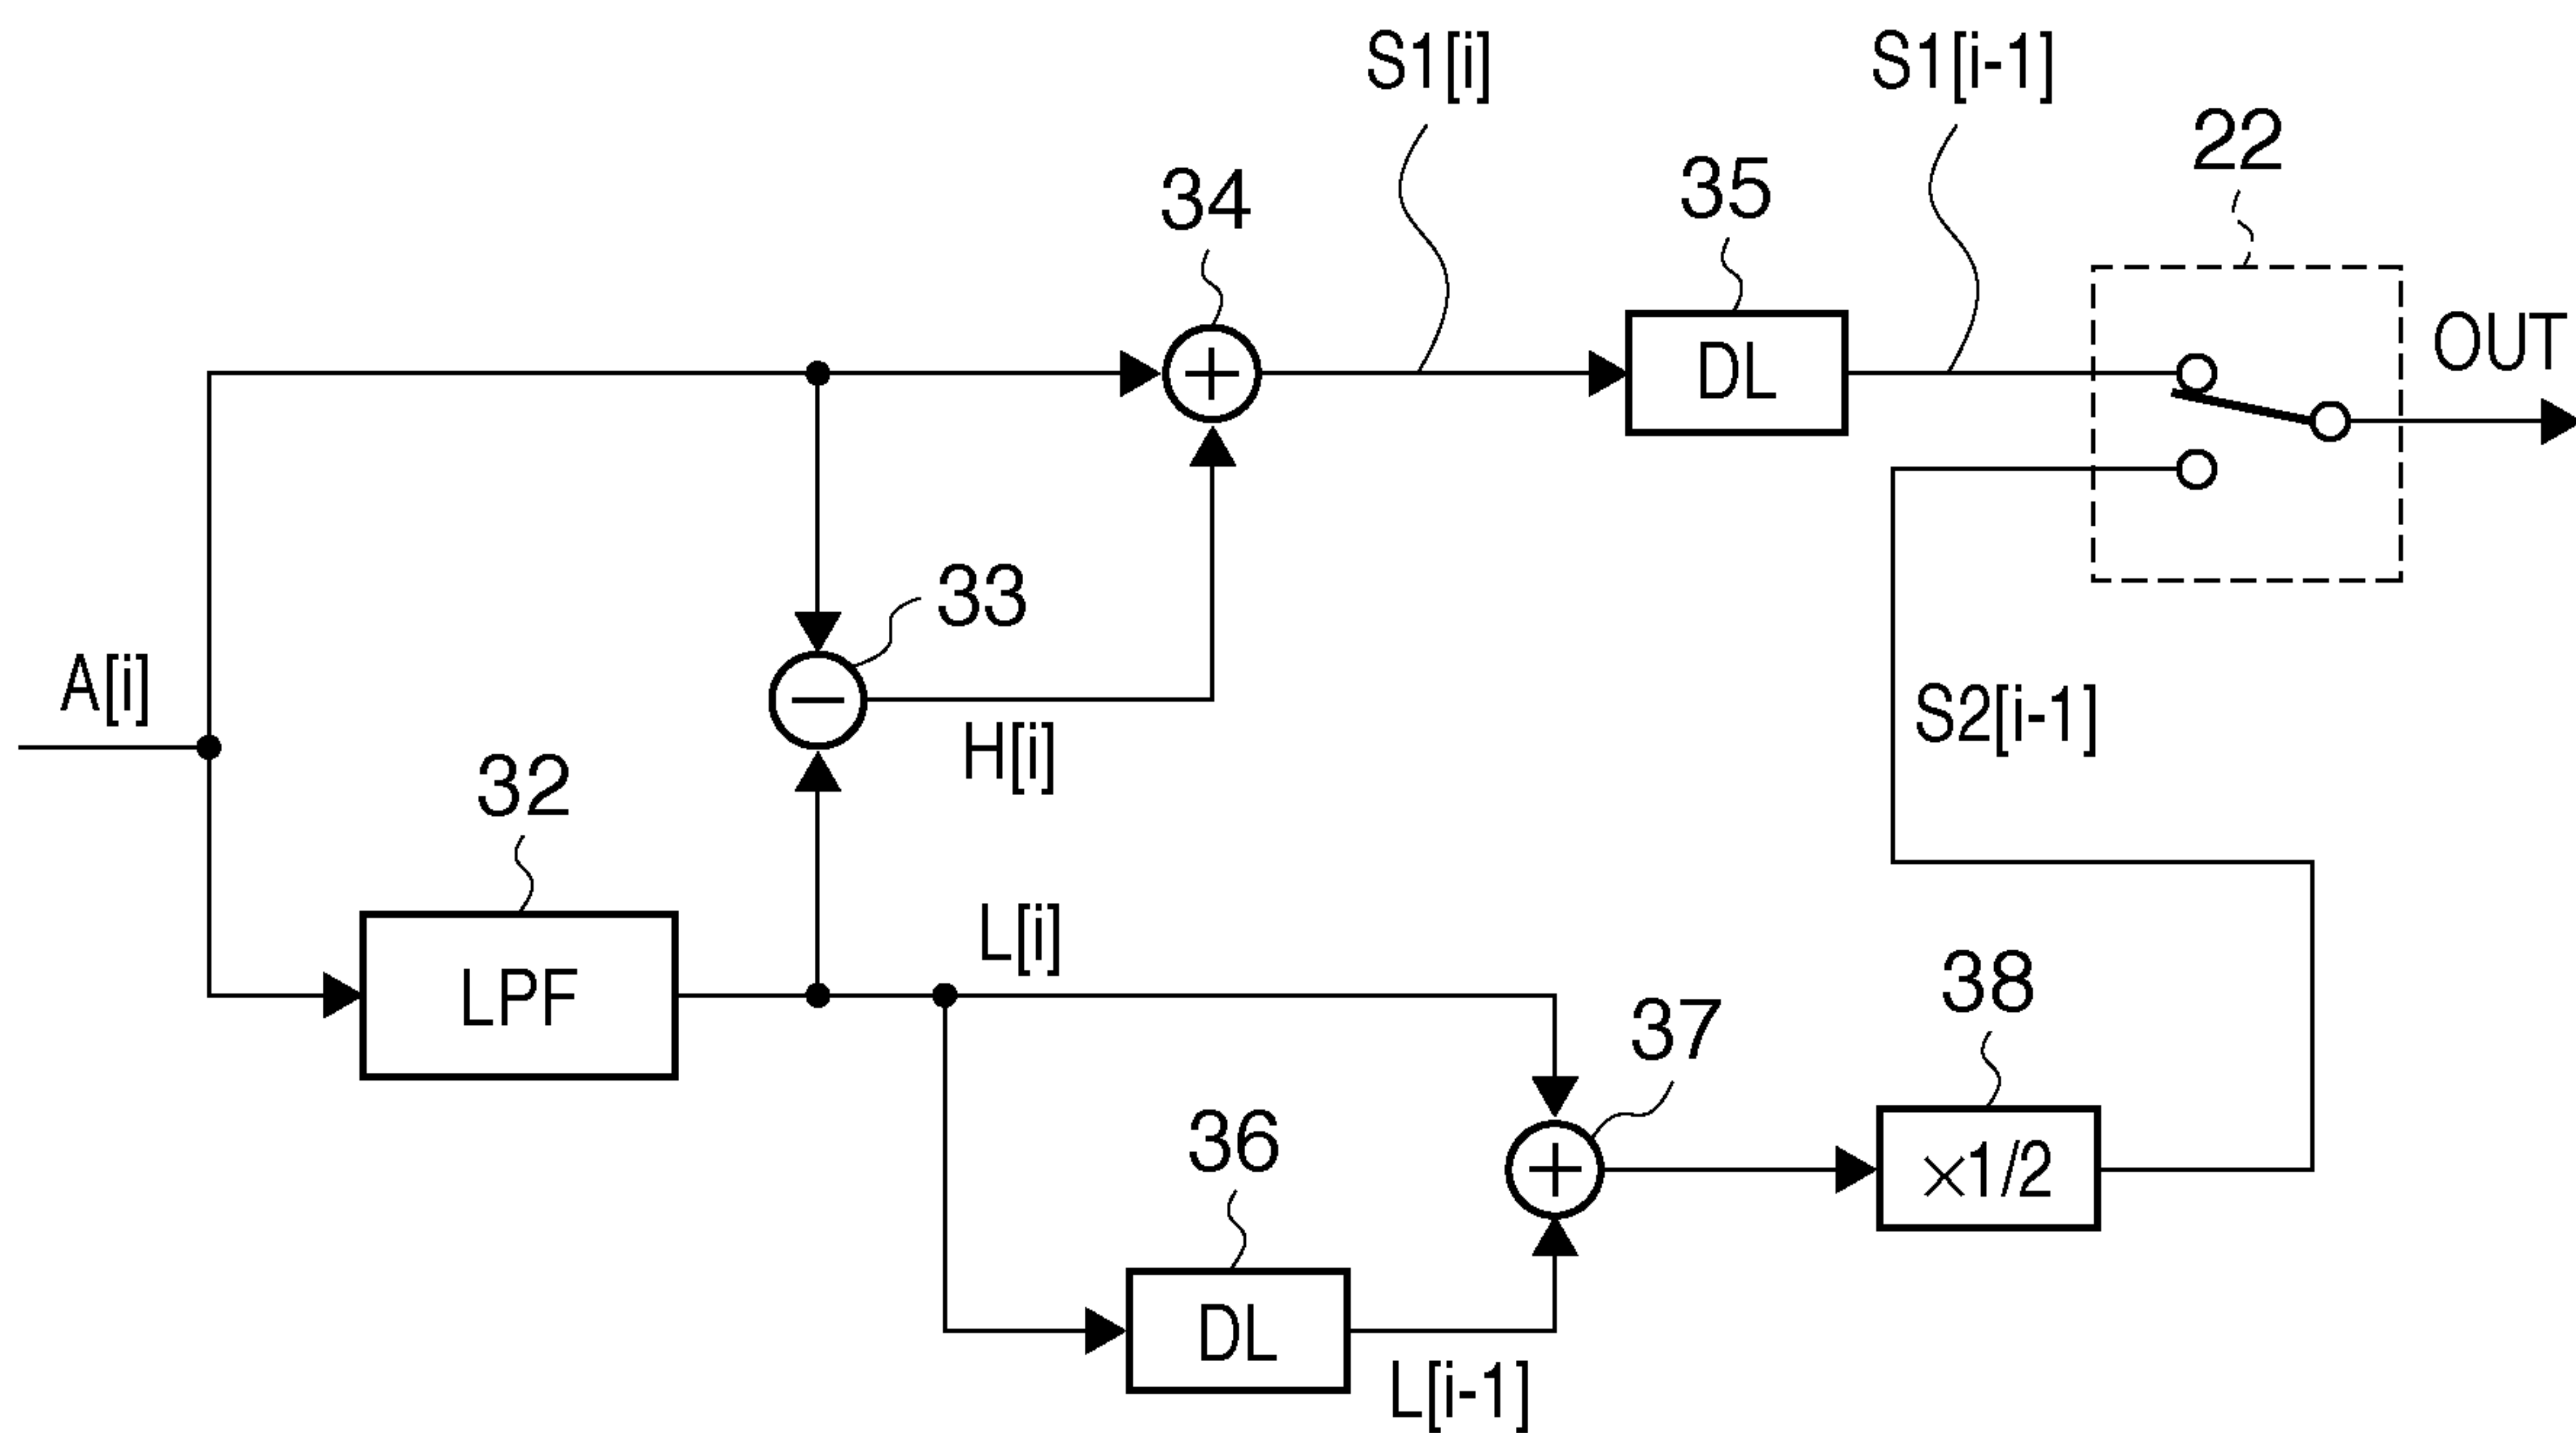 S1[i]
S1[i-1]
22
34
35
DL
OUT
33
A[i]
H[i]
S2[i-1]
32
LPF
L[i]
37
38
×1/2
36
DL
L[i-1]